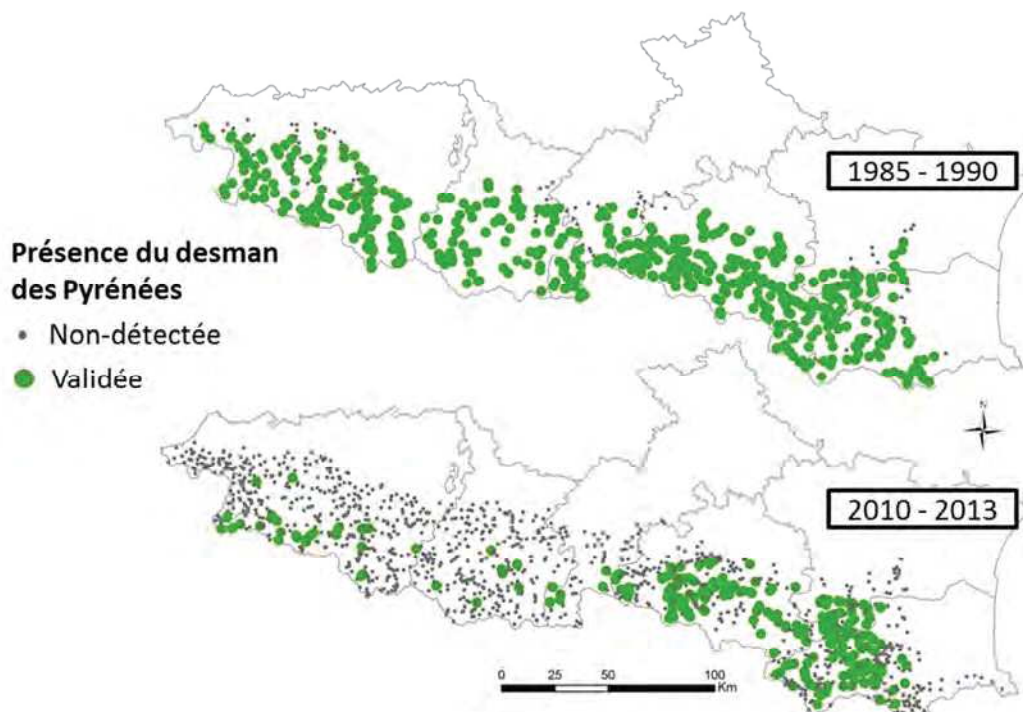 1985 - 1990
Présence du desman
des Pyrénées
Non-détectée
Validée
N
2010 - 2013
0 25 50 100
Km